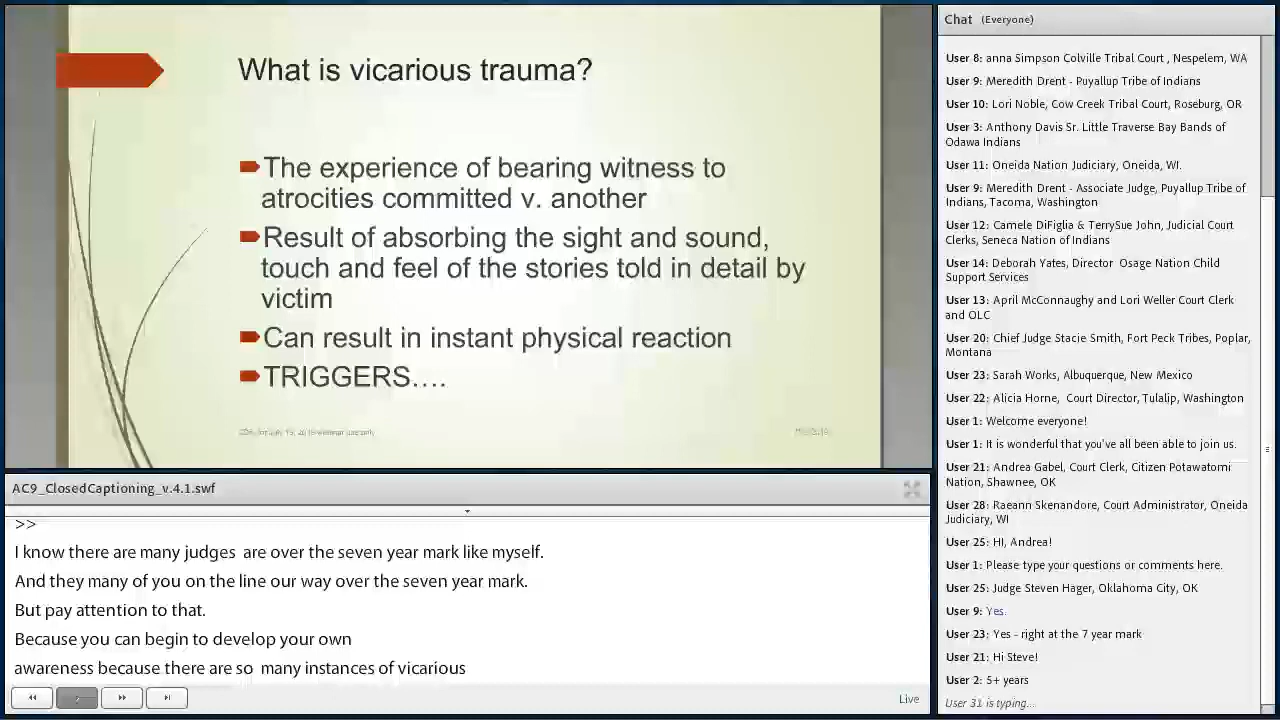 What is vicarious trauma?
The experience of bearing witness to
atrocities committed v. another
Result of absorbing the sight and sound,
touch and feel of the stories told in detail by
victim
Can result in instant physical reaction
TRIGGERS....
AC9_ClosedCaptioning_v.4.1.swf
>>
I know there are many judges are over the seven year mark like myself.
And they many of you on the line our way over the seven year mark.
But pay attention to that.
Because you can begin to develop your own
awareness because there are so many instances of vicarious
Live
Chat (Everyone)
User 8: anna Simpson Colville Tribal Court , Nespelem, WA
User 9: Meredith Drent - Puyallup Tribe of Indians
User 10: Lori Noble, Cow Creek Tribal Court, Roseburg, OR
User 3: Anthony Davis Sr. Little Traverse Bay Bands of
Odawa Indians
User 11: Oneida Nation Judiciary, Oneida, WI.
User 9: Meredith Drent - Associate Judge, Puyallup Tribe of
Indians, Tacoma, Washington
User 12: Camele DiFiglia & TerrySue John, Judicial Court
Clerks, Seneca Nation of Indians
User 14: Deborah Yates, Director Osage Nation Child
Support Services
User 13: April McConnaughy and Lori Weller Court Clerk
and OLC
User 20: Chief Judge Stacie Smith, Fort Peck Tribes, Poplar,
Montana
User 23: Sarah Works, Albuquerque, New Mexico
User 22: Alicia Horne, Court Director, Tulalip, Washington
User 1: Welcome everyone!
User 1: It is wonderful that you've all been able to join us.
User 21: Andrea Gabel, Court Clerk, Citizen Potawatomi
Nation, Shawnee, OK
User 28: Raeann Skenandore, Court Administrator, Oneida
Judiciary, WI
User 25: HI, Andrea!
User 1: Please type your questions or comments here.
User 25: Judge Steven Hager, Oklahoma City, OK
User 9: Yes.
User 23: Yes - right at the 7 year mark
User 21: Hi Steve!
User 2: 5+ years
User 31 is typing...